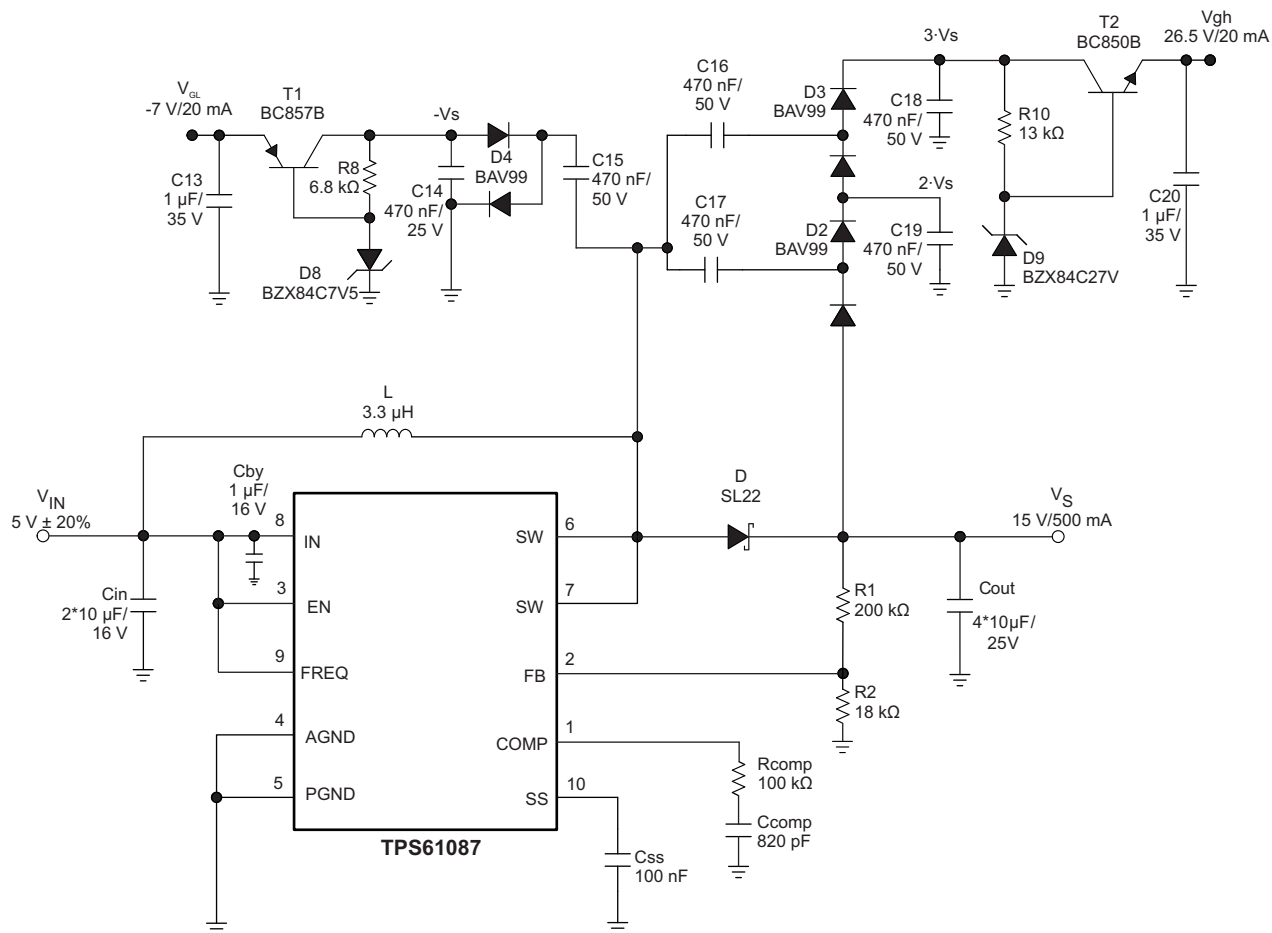 Vgh
26.5 V/20 mA
T2
BC850B
3·Vs
C16
470 nF/
50 V
D3
BAV99
C18
470 nF/
50 V
R10
13 kΩ
V_GL
-7 V/20 mA
T1
BC857B
-Vs
D4
BAV99
R8
6.8 kΩ
C15
470 nF/
50 V
C13
1 µF/
35 V
C14
470 nF/
25 V
2·Vs
C17
470 nF/
50 V
D2
BAV99
C19
470 nF/
50 V
C20
1 µF/
35 V
D9
BZX84C27V
D8
BZX84C7V5
L
3.3 µH
Cby
1 µF/
16 V
D
SL22
V_IN
5 V ± 20%
V_S
15 V/500 mA
8
IN
SW
6
3
EN
SW
7
Cin
2*10 µF/
16 V
R1
200 kΩ
Cout
4*10µF/
25V
9
FREQ
FB
2
R2
18 kΩ
4
AGND
COMP
1
5
PGND
SS
10
Rcomp
100 kΩ
Ccomp
820 pF
TPS61087
Css
100 nF